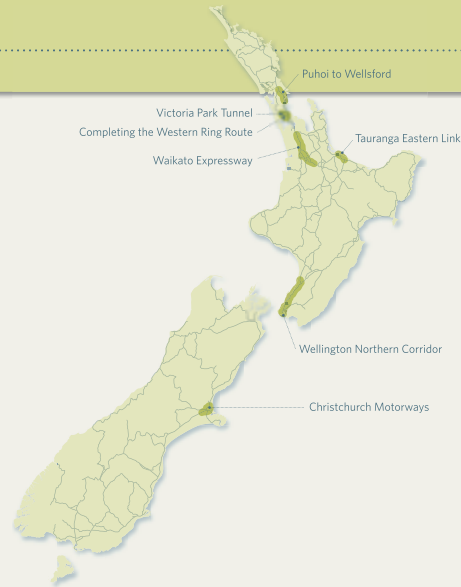 Puhoi to Wellsford
Victoria Park Tunnel
Completing the Western Ring Route
Tauranga Eastern Link
Waikato Expressway
Wellington Northern Corridor
Christchurch Motorways